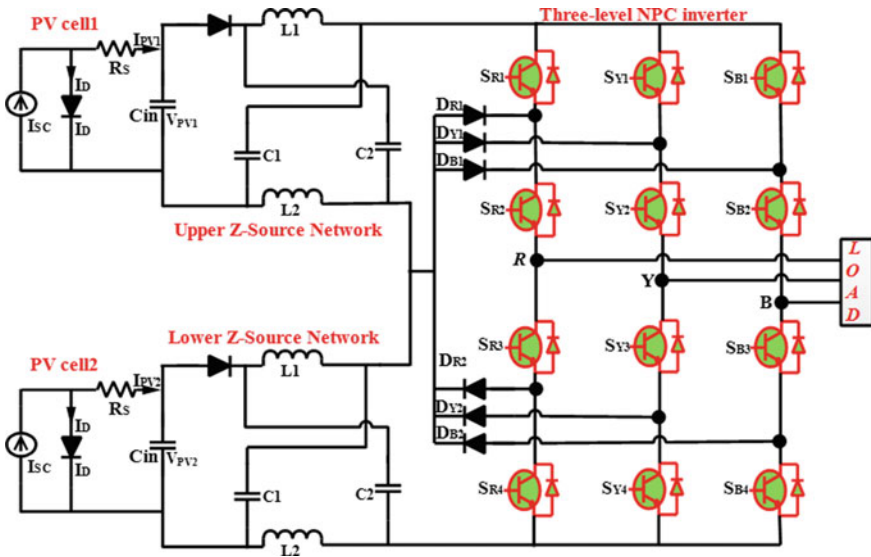 PV cell1
Three-level NPC inverter
IPV1
RS
L1
ISC
ID
ID
Cin
VPV1
C1
C2
L2
Upper Z-Source Network
SR1
SY1
SB1
DR1
DY1
DB1
SR2
SY2
SB2
R
Y
B
LOAD
Lower Z-Source Network
PV cell2
IPV2
RS
L1
ISC
ID
ID
Cin
VPV2
C1
C2
L2
SR3
SY3
SB3
DR2
DY2
DB2
SR4
SY4
SB4